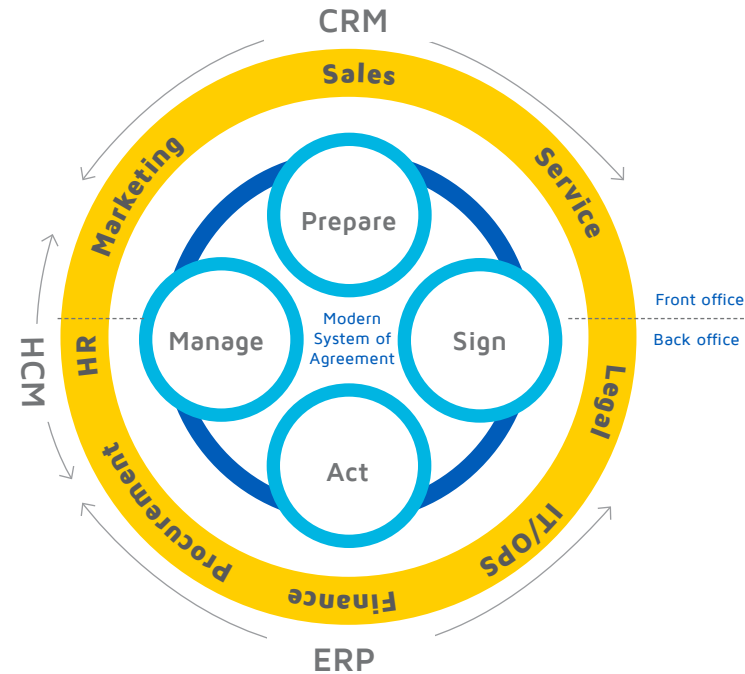 CRM
Sales
Marketing
Service
Prepare
Front office
Modern
System of
Agreement
Manage
Sign
Back office
HR
HCM
Legal
Act
Procurement
IT/OPS
Finance
ERP